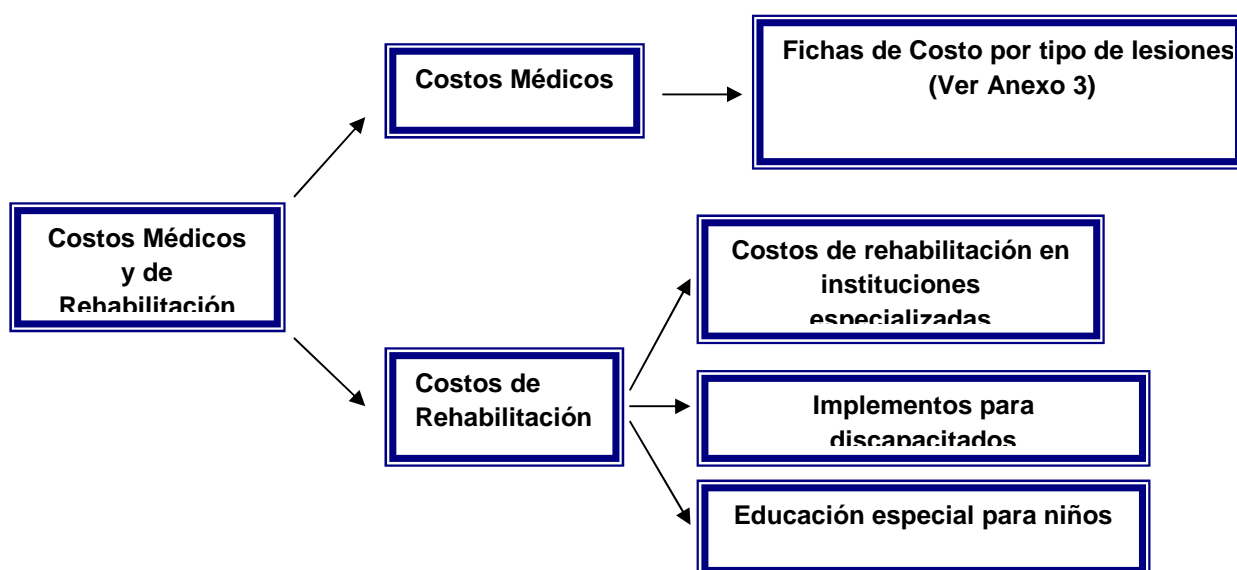 Costos Médicos
Fichas de Costo por tipo de lesiones
(Ver Anexo 3)
Costos Médicos
y de
Rehabilitación
Costos de rehabilitación en
instituciones
especializadas
Costos de
Rehabilitación
Implementos para
discapacitados
Educación especial para niños